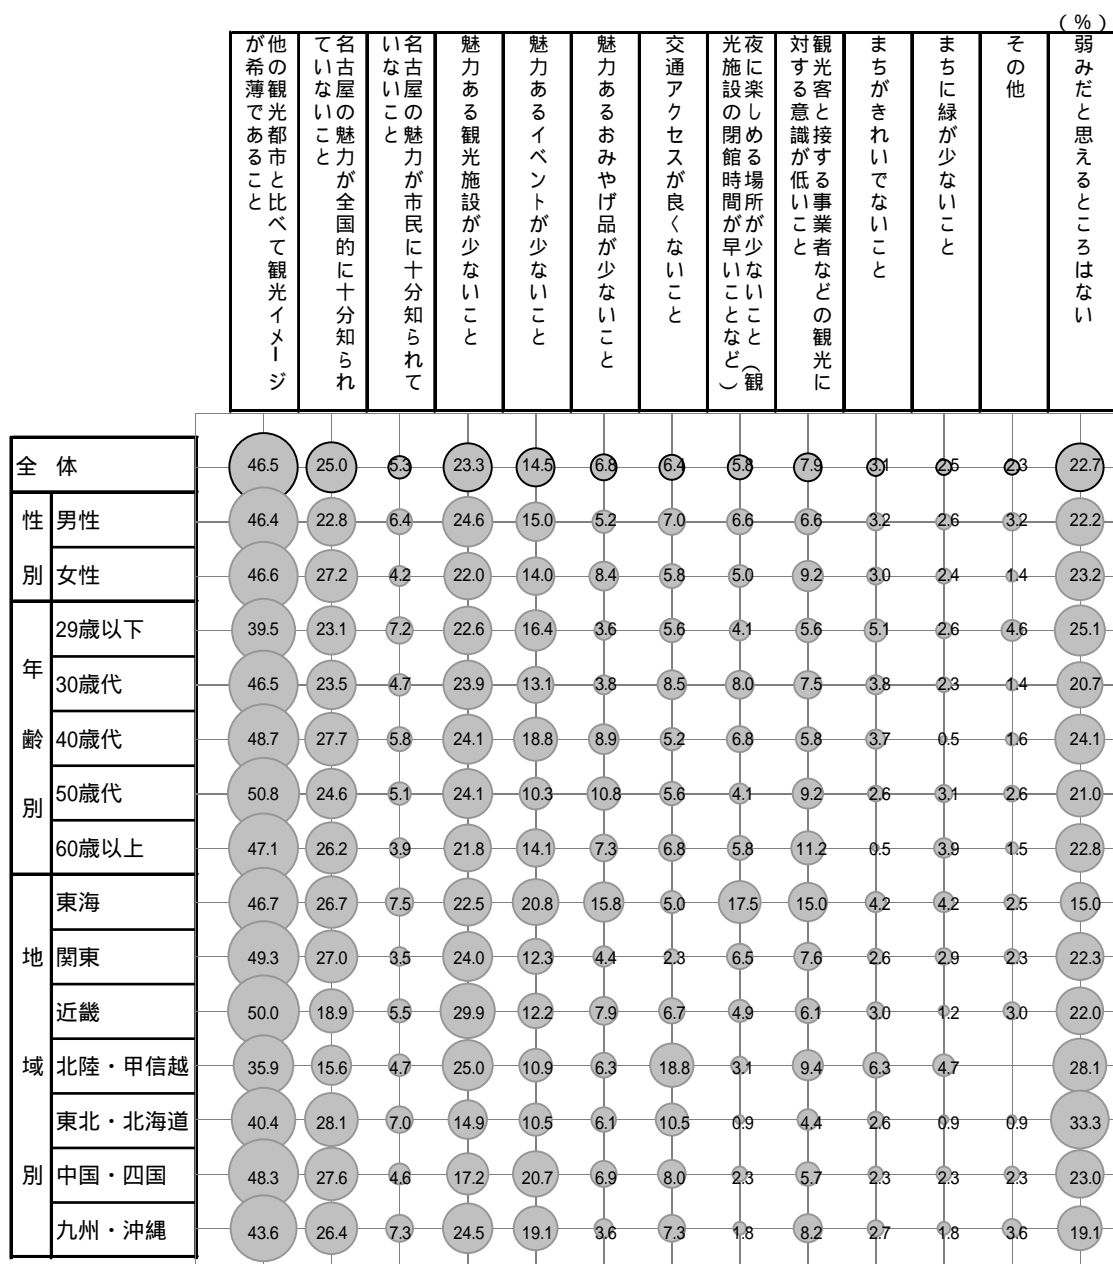 （％）
他の観光都市と比べて観光イメージ
が希薄であること
名古屋の魅力が全国的に十分知られ
ていないこと
名古屋の魅力が市民に十分知られて
いないこと
魅力ある観光施設が少ないこと
魅力あるイベントが少ないこと
魅力あるおみやげ品が少ないこと
交通アクセスが良くないこと
夜に楽しめる場所が少ないこと（観
光施設の閉館時間が早いことなど）
観光客と接する事業者などの観光に
対する意識が低いこと
まちがきれいでないこと
まちに緑が少ないこと
その他
弱みだと思えるところはない
全 体 46.5 25.0 5.3 23.3 14.5 6.8 6.4 5.8 7.9 3.1 2.5 2.3 22.7
性別
男性 46.4 22.8 6.4 24.6 15.0 5.2 7.0 6.6 6.6 3.2 2.6 3.2 22.2
女性 46.6 27.2 4.2 22.0 14.0 8.4 5.8 5.0 9.2 3.0 2.4 1.4 23.2
年齢別
29歳以下 39.5 23.1 7.2 22.6 16.4 3.6 5.6 4.1 5.6 5.1 2.6 4.6 25.1
30歳代 46.5 23.5 4.7 23.9 13.1 3.8 8.5 8.0 7.5 3.8 2.3 1.4 20.7
40歳代 48.7 27.7 5.8 24.1 18.8 8.9 5.2 6.8 5.8 3.7 0.5 1.6 24.1
50歳代 50.8 24.6 5.1 24.1 10.3 10.8 5.6 4.1 9.2 2.6 3.1 2.6 21.0
60歳以上 47.1 26.2 3.9 21.8 14.1 7.3 6.8 5.8 11.2 0.5 3.9 1.5 22.8
地域別
東海 46.7 26.7 7.5 22.5 20.8 15.8 5.0 17.5 15.0 4.2 4.2 2.5 15.0
関東 49.3 27.0 3.5 24.0 12.3 4.4 2.3 6.5 7.6 2.6 2.9 2.3 22.3
近畿 50.0 18.9 5.5 29.9 12.2 7.9 6.7 4.9 6.1 3.0 1.2 3.0 22.0
北陸・甲信越 35.9 15.6 4.7 25.0 10.9 6.3 18.8 3.1 9.4 6.3 4.7 28.1
東北・北海道 40.4 28.1 7.0 14.9 10.5 6.1 10.5 0.9 4.4 2.6 0.9 0.9 33.3
中国・四国 48.3 27.6 4.6 17.2 20.7 6.9 8.0 2.3 5.7 2.3 2.3 2.3 23.0
九州・沖縄 43.6 26.4 7.3 24.5 19.1 3.6 7.3 1.8 8.2 2.7 1.8 3.6 19.1